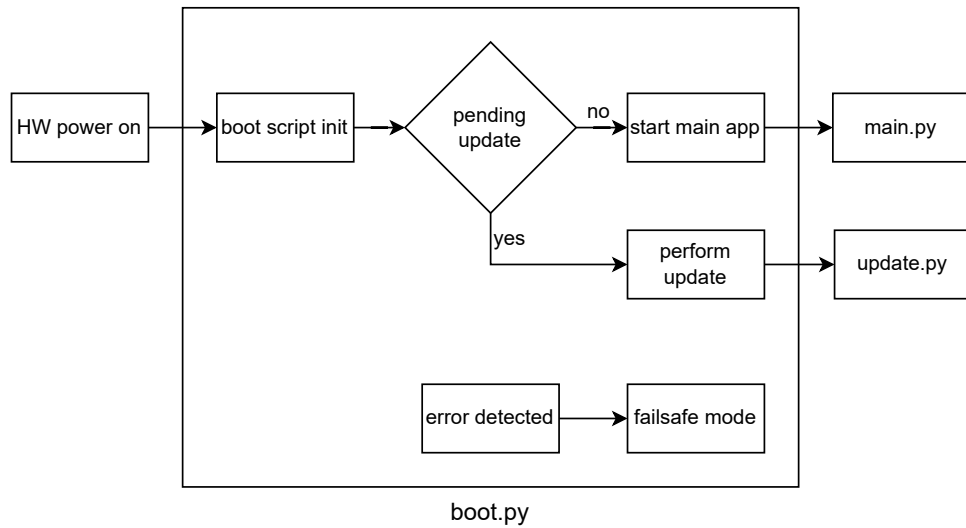 HW power on
boot script init
pending
update
no
start main app
main.py
yes
perform
update
update.py
error detected
failsafe mode
boot.py